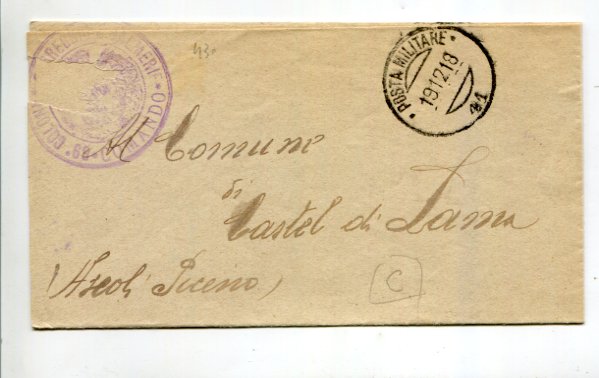 430
POSTA MILITARE
19 12 18
41
COMANDO
Al Comune
di
Castel di Lama
(Ascoli Piceno)
C